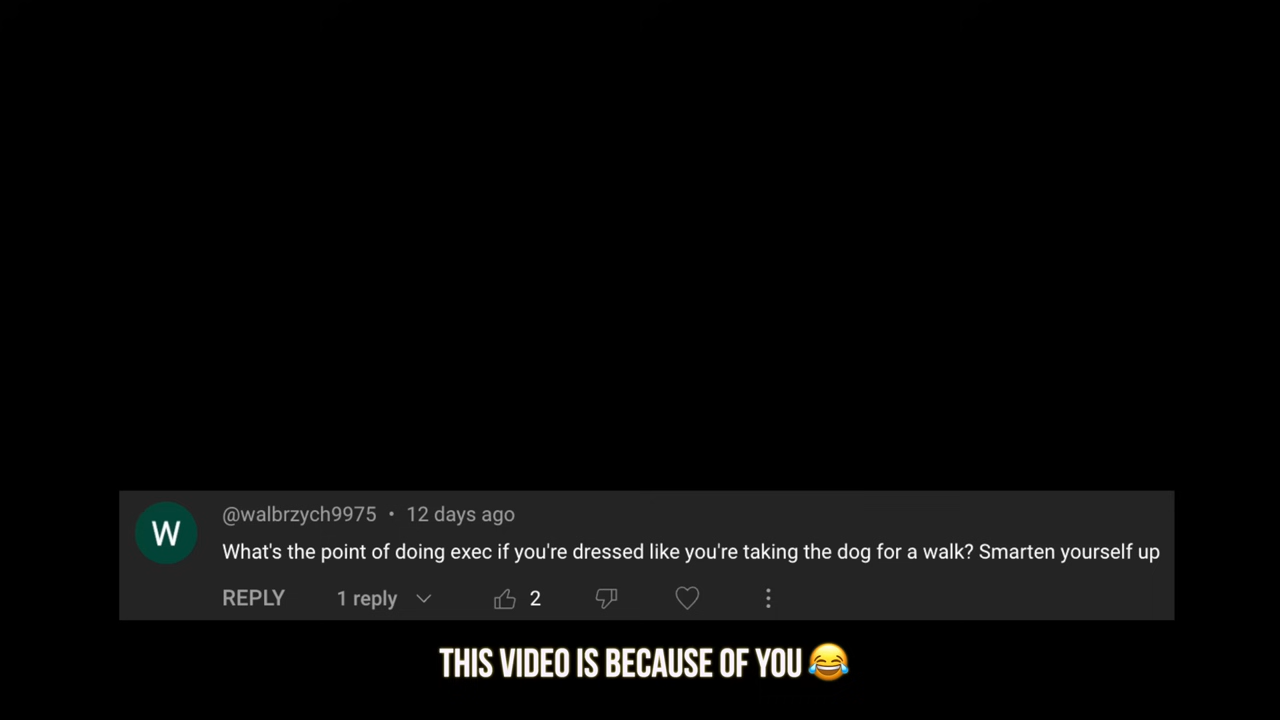 W
@walbrzych9975 • 12 days ago
What's the point of doing exec if you're dressed like you're taking the dog for a walk? Smarten yourself up
REPLY 1 reply 2
THIS VIDEO IS BECAUSE OF YOU 😂